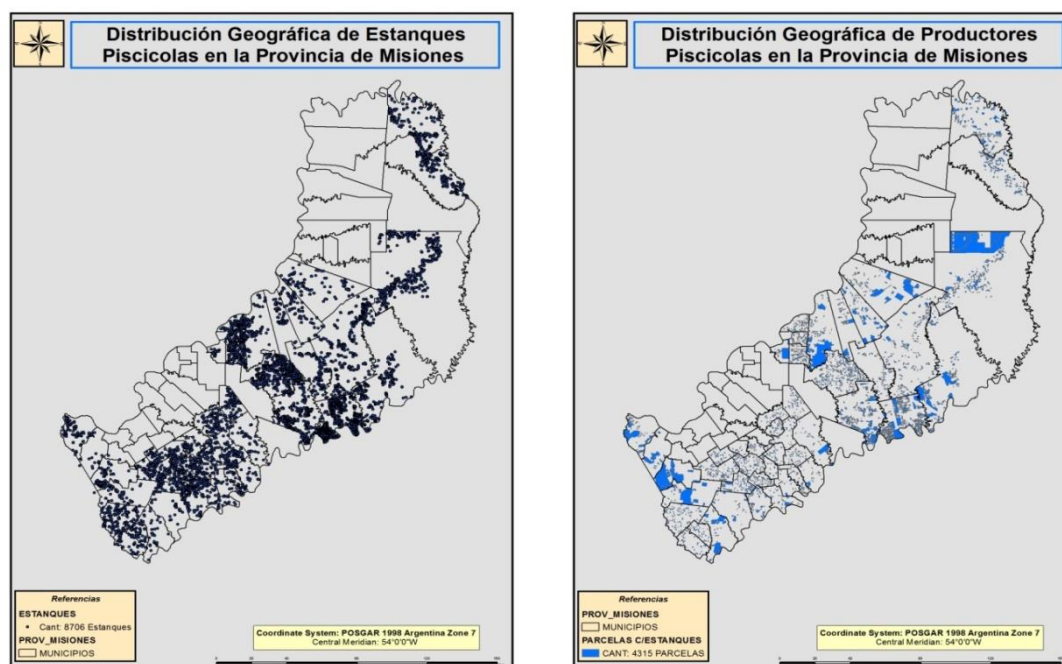 Distribución Geográfica de Estanques
Piscicolas en la Provincia de Misiones
Referencias
ESTANQUES
Cant: 8706 Estanques
PROV_MISIONES
MUNICIPIOS
Coordinate System: POSGAR 1998 Argentina Zone 7
Central Meridian: 54°0'0"W
Distribución Geográfica de Productores
Piscicolas en la Provincia de Misiones
Referencias
PROV_MISIONES
MUNICIPIOS
PARCELAS C/ESTANQUES
CANT: 4315 PARCELAS
Coordinate System: POSGAR 1998 Argentina Zone 7
Central Meridian: 54°0'0"W